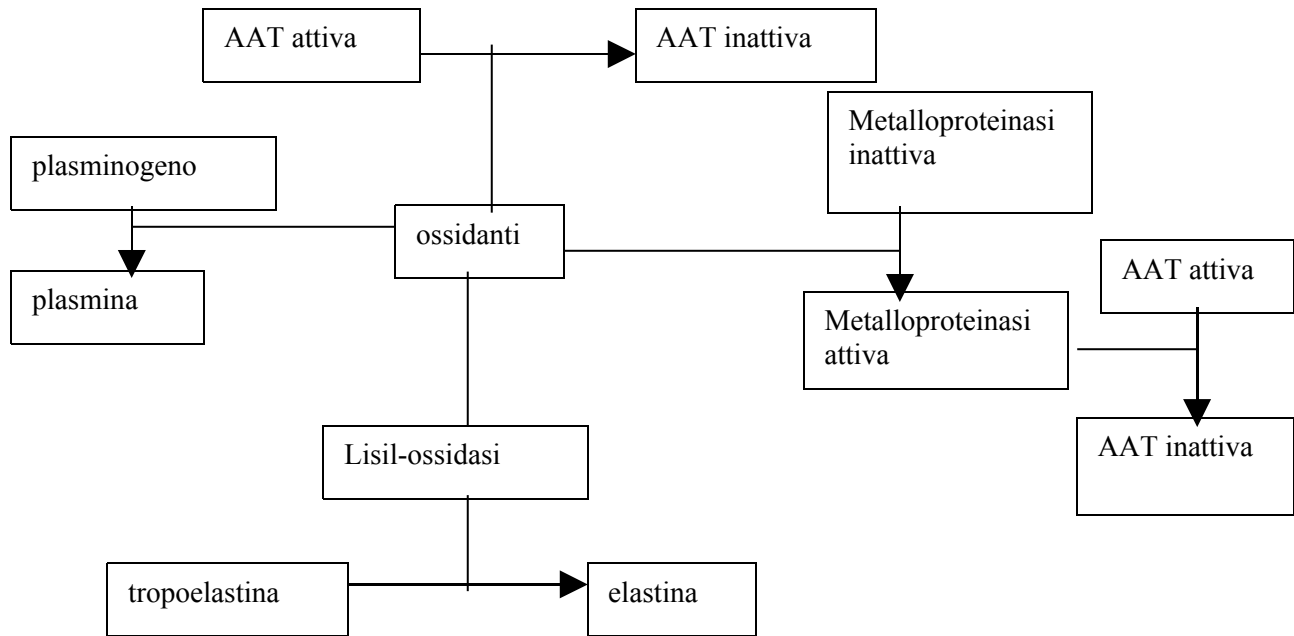 AAT attiva
AAT inattiva
Metalloproteinasi
inattiva
plasminogeno
ossidanti
plasmina
AAT attiva
Metalloproteinasi
attiva
Lisil-ossidasi
AAT inattiva
tropoelastina
elastina